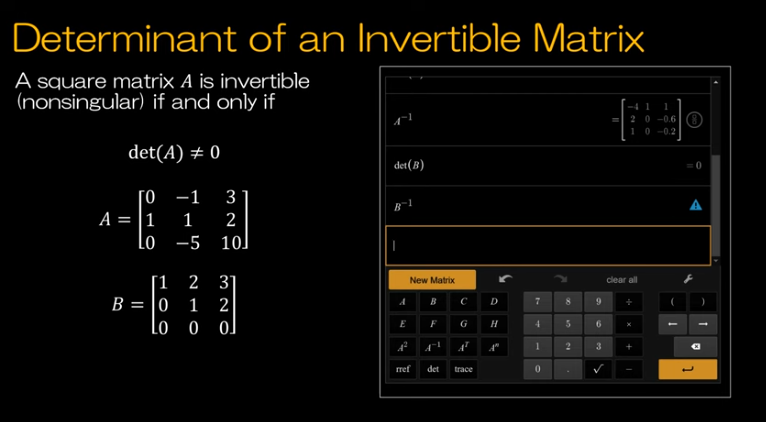 Determinant of an Invertible Matrix
A square matrix A is invertible
(nonsingular) if and only if
det(A) ≠ 0
A = [0 −1 3
1 1 2
0 −5 10]
B = [1 2 3
0 1 2
0 0 0]
A⁻¹
= [−4 1 1
2 0 −0.6
1 0 −0.2]
det(B) = 0
B⁻¹
New Matrix clear all
A B C D 7 8 9 ÷ ( )
E F G H 4 5 6 × ← →
A² A⁻¹ Aᵀ Aⁿ 1 2 3 +
rref det trace 0 . √ −